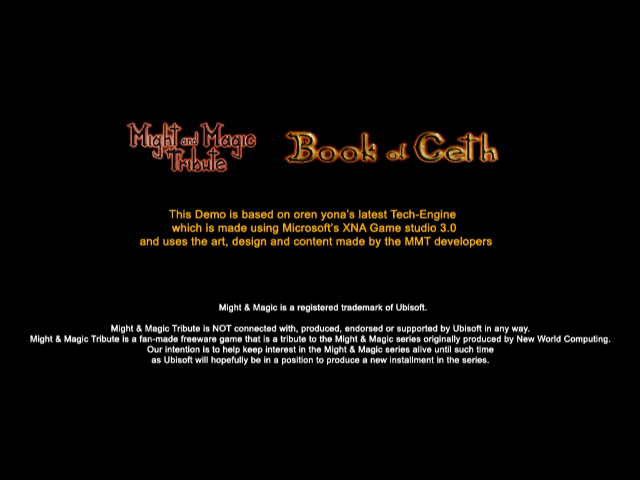 Might and Magic Tribute
Book of Ceth
This Demo is based on oren yona's latest Tech-Engine
which is made using Microsoft's XNA Game studio 3.0
and uses the art, design and content made by the MMT developers
Might & Magic is a registered trademark of Ubisoft.
Might & Magic Tribute is NOT connected with, produced, endorsed or supported by Ubisoft in any way.
Might & Magic Tribute is a fan-made freeware game that is a tribute to the Might & Magic series originally produced by New World Computing.
Our intention is to help keep interest in the Might & Magic series alive until such time
as Ubisoft will hopefully be in a position to produce a new installment in the series.